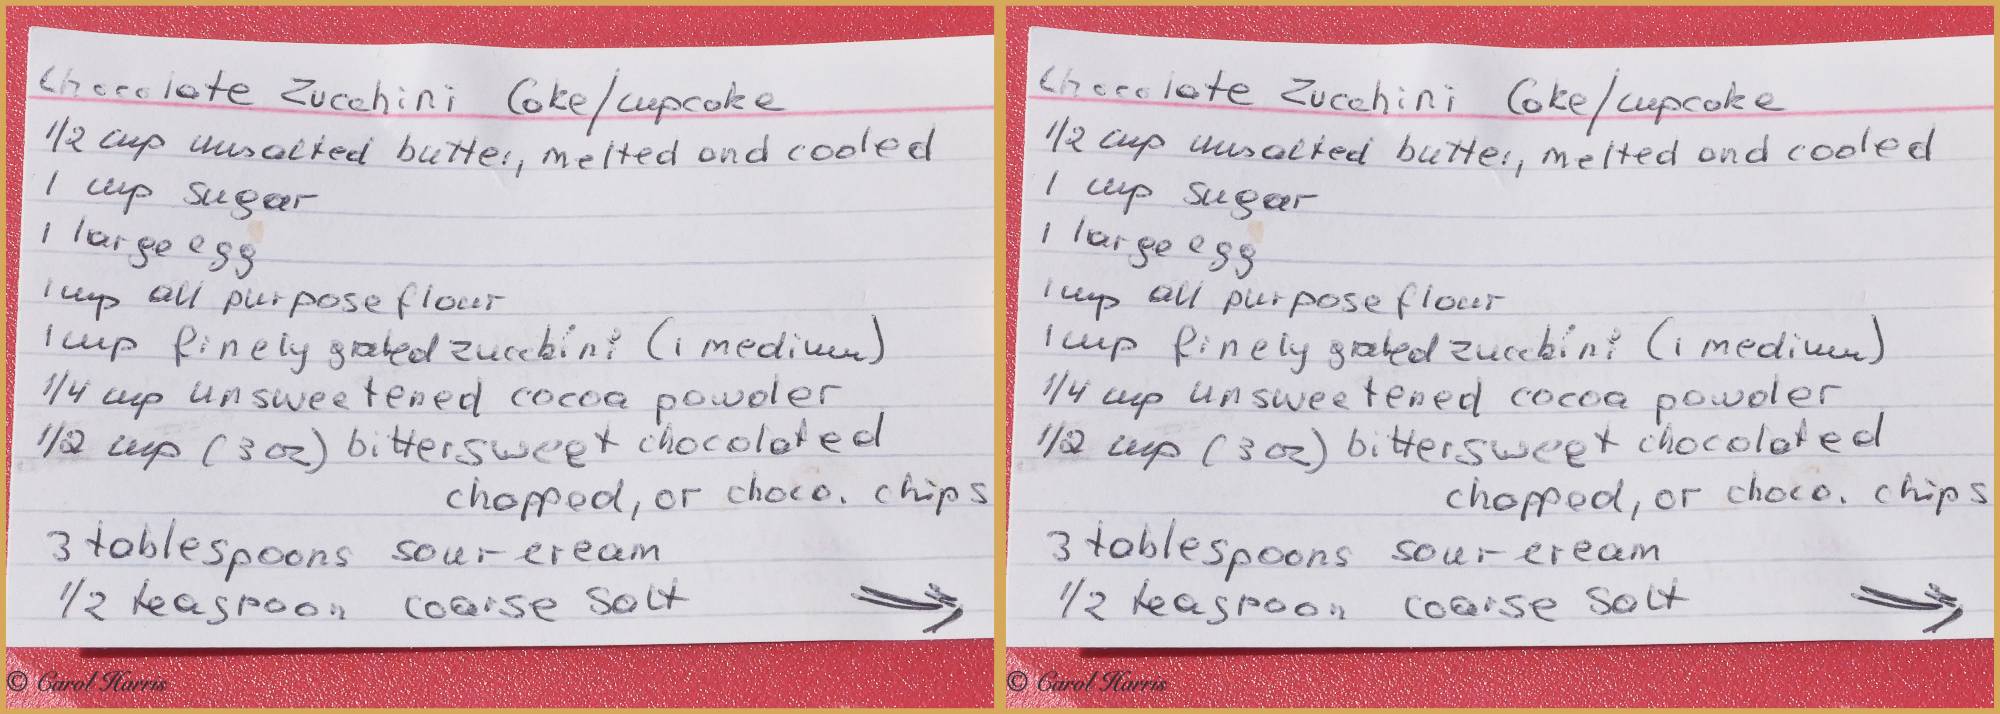 Chocolate Zucchini Cake/cupcake
1/2 cup unsalted butter, melted and cooled
1 cup sugar
1 large egg
1 cup all purpose flour
1 cup finely grated zucchini (1 medium)
1/4 cup unsweetened cocoa powder
1/2 cup (3 oz) bittersweet chocolated
chopped, or choco. chips
3 tablespoons sour cream
1/2 teaspoon coarse salt
© Carol Harris
Chocolate Zucchini Cake/cupcake
1/2 cup unsalted butter, melted and cooled
1 cup sugar
1 large egg
1 cup all purpose flour
1 cup finely grated zucchini (1 medium)
1/4 cup unsweetened cocoa powder
1/2 cup (3 oz) bittersweet chocolated
chopped, or choco. chips
3 tablespoons sour cream
1/2 teaspoon coarse salt
© Carol Harris